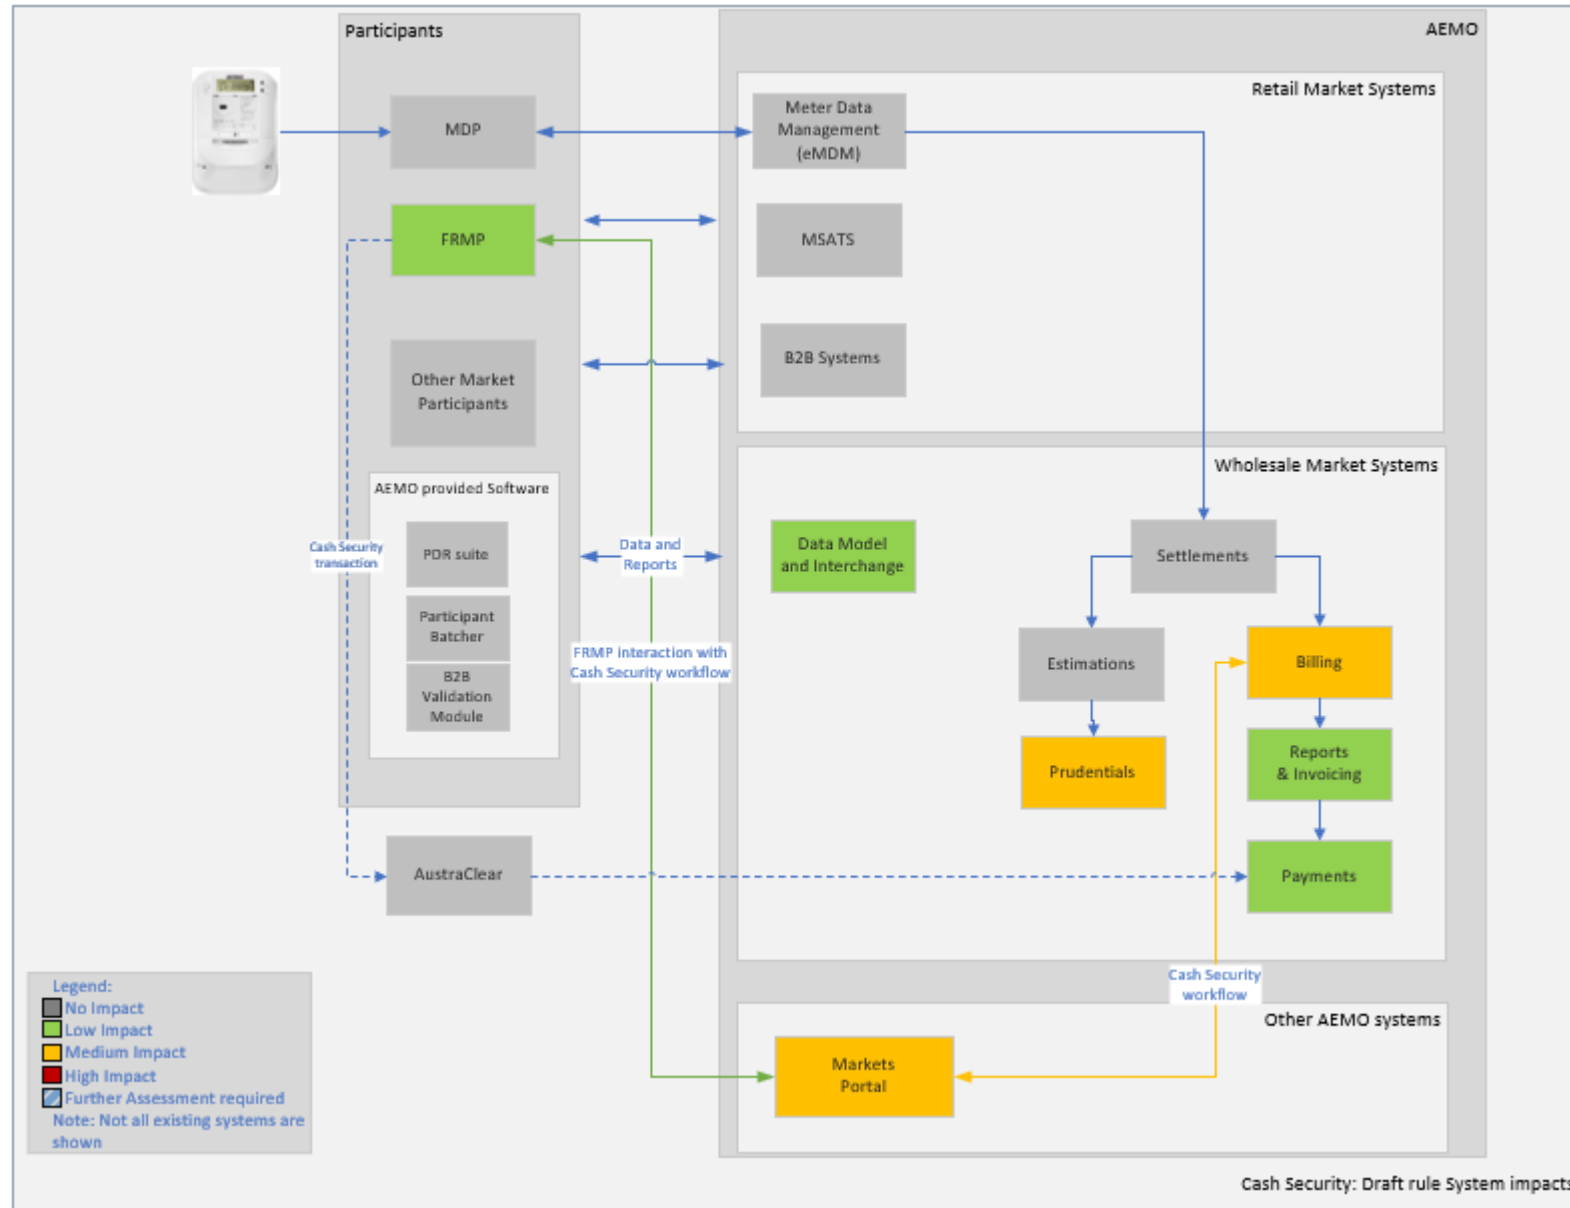 Participants
AEMO
Retail Market Systems
MDP
Meter Data
Management
(eMDM)
FRMP
MSATS
Other Market
Participants
B2B Systems
Wholesale Market Systems
AEMO provided Software
PDR suite
Participant
Batcher
B2B
Validation
Module
Cash Security
transaction
Data and
Reports
FRMP interaction with
Cash Security workflow
Data Model
and Interchange
Settlements
Estimations
Billing
Prudentials
Reports
& Invoicing
AustraClear
Payments
Cash Security
workflow
Other AEMO systems
Markets
Portal
Legend:
No Impact
Low Impact
Medium Impact
High Impact
Further Assessment required
Note: Not all existing systems are
shown
Cash Security: Draft rule System impacts